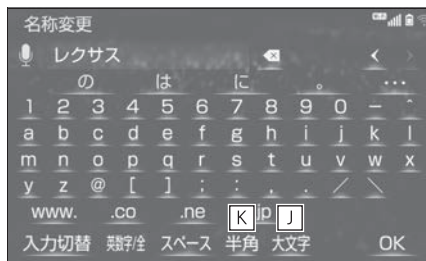 名称変更
レクサス
の は に 。 …
1 2 3 4 5 6 7 8 9 0 - ^
a b c d e f g h i j k l
m n o p q r s t u v w x
y z @ [ ] ; : , . / \
www. .co .ne .jp
K J
入力切替 英数字/全 スペース 半角 大文字 OK